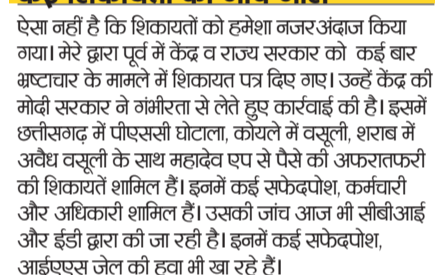 ऐसा नहीं है कि शिकायतों को हमेशा नजरअंदाज किया
गया। मेरे द्वारा पूर्व में केंद्र व राज्य सरकार को कई बार
भ्रष्टाचार के मामले में शिकायत पत्र दिए गए। उन्हें केंद्र की
मोदी सरकार ने गंभीरता से लेते हुए कार्रवाई की है। इसमें
छत्तीसगढ़ में पीएससी घोटाला, कोयले में वसूली, शराब में
अवैध वसूली के साथ महादेव एप से पैसे की अफरातफरी
की शिकायतें शामिल हैं। इनमें कई सफेदपोश, कर्मचारी
और अधिकारी शामिल हैं। उसकी जांच आज भी सीबीआई
और ईडी द्वारा की जा रही है। इनमें कई सफेदपोश,
आईएएस जेल की हवा भी खा रहे हैं।